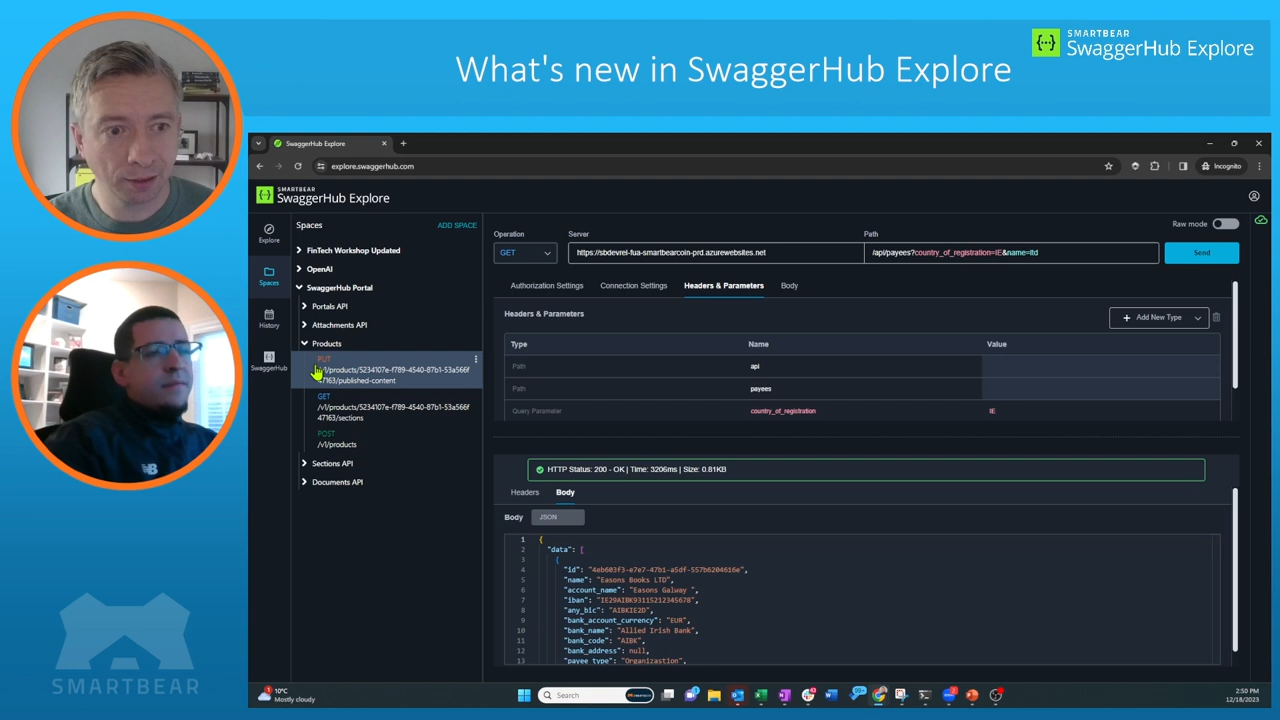 What's new in SwaggerHub Explore
SMARTBEAR
SwaggerHub Explore
SwaggerHub Explore
explore.swaggerhub.com
Incognito
SMARTBEAR
SwaggerHub Explore
Explore
Spaces
History
SwaggerHub
Spaces
ADD SPACE
FinTech Workshop Updated
OpenAI
SwaggerHub Portal
Portals API
Attachments API
Products
PUT
/v1/products/5234107e-f789-4540-87b1-53a566f
47163/published-content
GET
/v1/products/5234107e-f789-4540-87b1-53a566f
47163/sections
POST
/v1/products
Sections API
Documents API
Raw mode
Operation
Server
Path
GET
https://sbdevrel-fua-smartbearcoin-prd.azurewebsites.net
/api/payees?country_of_registration=IE&name=ltd
Send
Authorization Settings
Connection Settings
Headers & Parameters
Body
Headers & Parameters
Add New Type
Type
Name
Value
Path
api
Path
payees
Query Parameter
country_of_registration
IE
HTTP Status: 200 - OK | Time: 3206ms | Size: 0.81KB
Headers
Body
Body
JSON
1 {
2 "data": [
3 {
4 "id": "4eb603f3-e7e7-47b1-a5df-557b6204616e",
5 "name": "Easons Books LTD",
6 "account_name": "Easons Galway ",
7 "iban": "IE29AIBK93115212345678",
8 "any_bic": "AIBKIE2D",
9 "bank_account_currency": "EUR",
10 "bank_name": "Allied Irish Bank",
11 "bank_code": "AIBK",
12 "bank_address": null,
13 "payee_type": "Organization",
SMARTBEAR
10°C
Mostly cloudy
Search
2:50 PM
12/18/2023